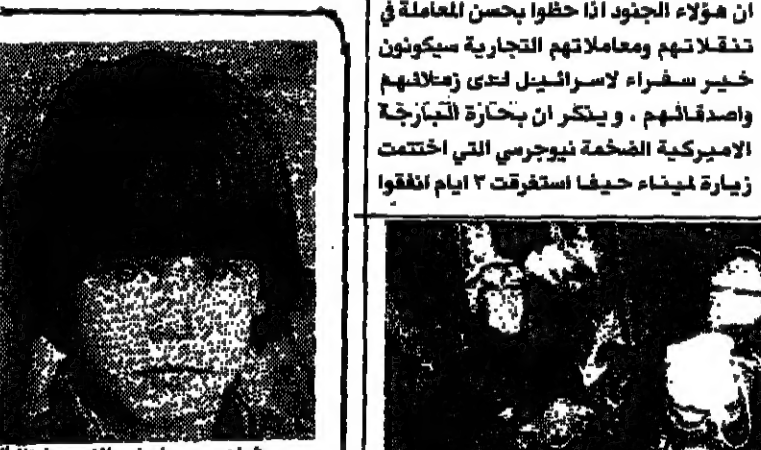 ان هؤلاء الجنود اذا حظوا بحسن المعاملة في
تنقلاتهم ومعاملاتهم التجارية سيكونون
خير سفراء لاسرائيل لدى زملائهم
واصدقائهم ، ويذكر ان بحارة البارجة
الاميركية الضخمة نيوجرسي التي اختتمت
زيارة لميناء حيفا استغرقت ٣ ايام انفقوا